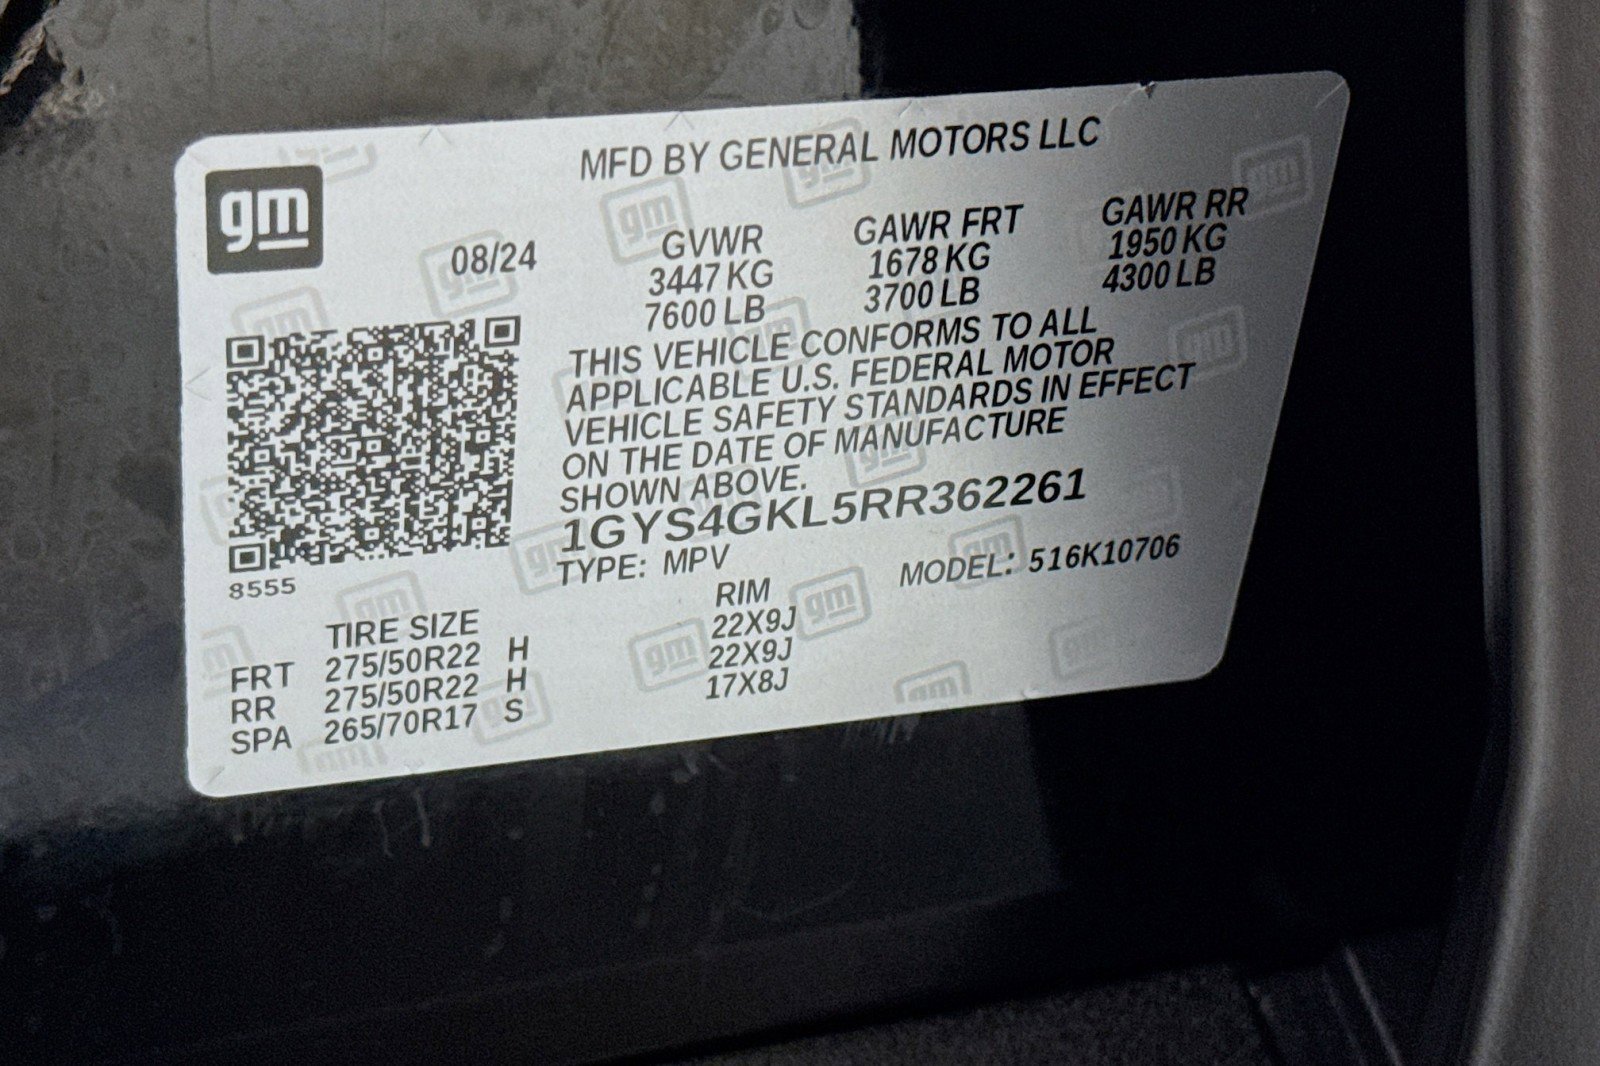 gm
MFD BY GENERAL MOTORS LLC
08/24
GVWR GAWR FRT GAWR RR
3447 KG 1678 KG 1950 KG
7600 LB 3700 LB 4300 LB
THIS VEHICLE CONFORMS TO ALL
APPLICABLE U.S. FEDERAL MOTOR
VEHICLE SAFETY STANDARDS IN EFFECT
ON THE DATE OF MANUFACTURE
SHOWN ABOVE.
1GYS4GKL5RR362261
TYPE: MPV MODEL: 516K10706
8555
TIRE SIZE RIM
FRT 275/50R22 H 22X9J
RR 275/50R22 H 22X9J
SPA 265/70R17 S 17X8J